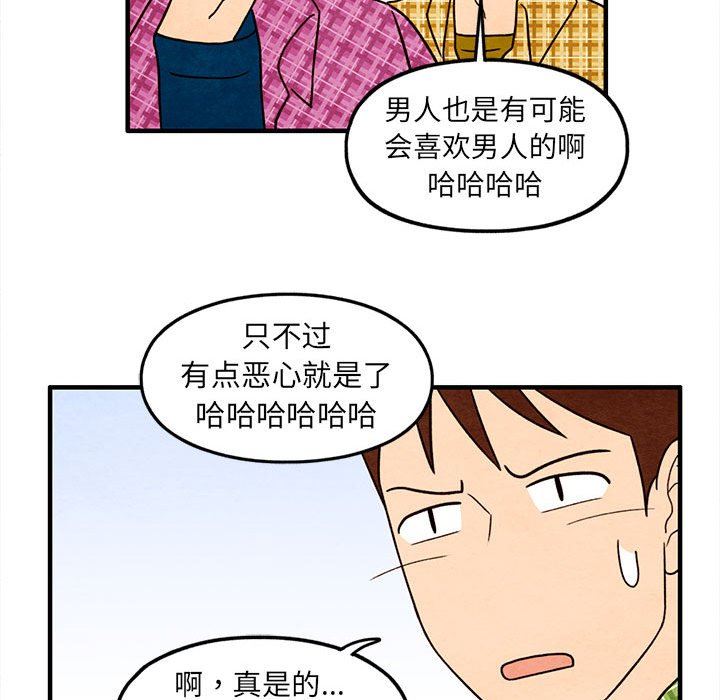 男人也是有可能
会喜欢男人的啊
哈哈哈哈
只不过
有点恶心就是了
哈哈哈哈哈哈
啊，真是的...